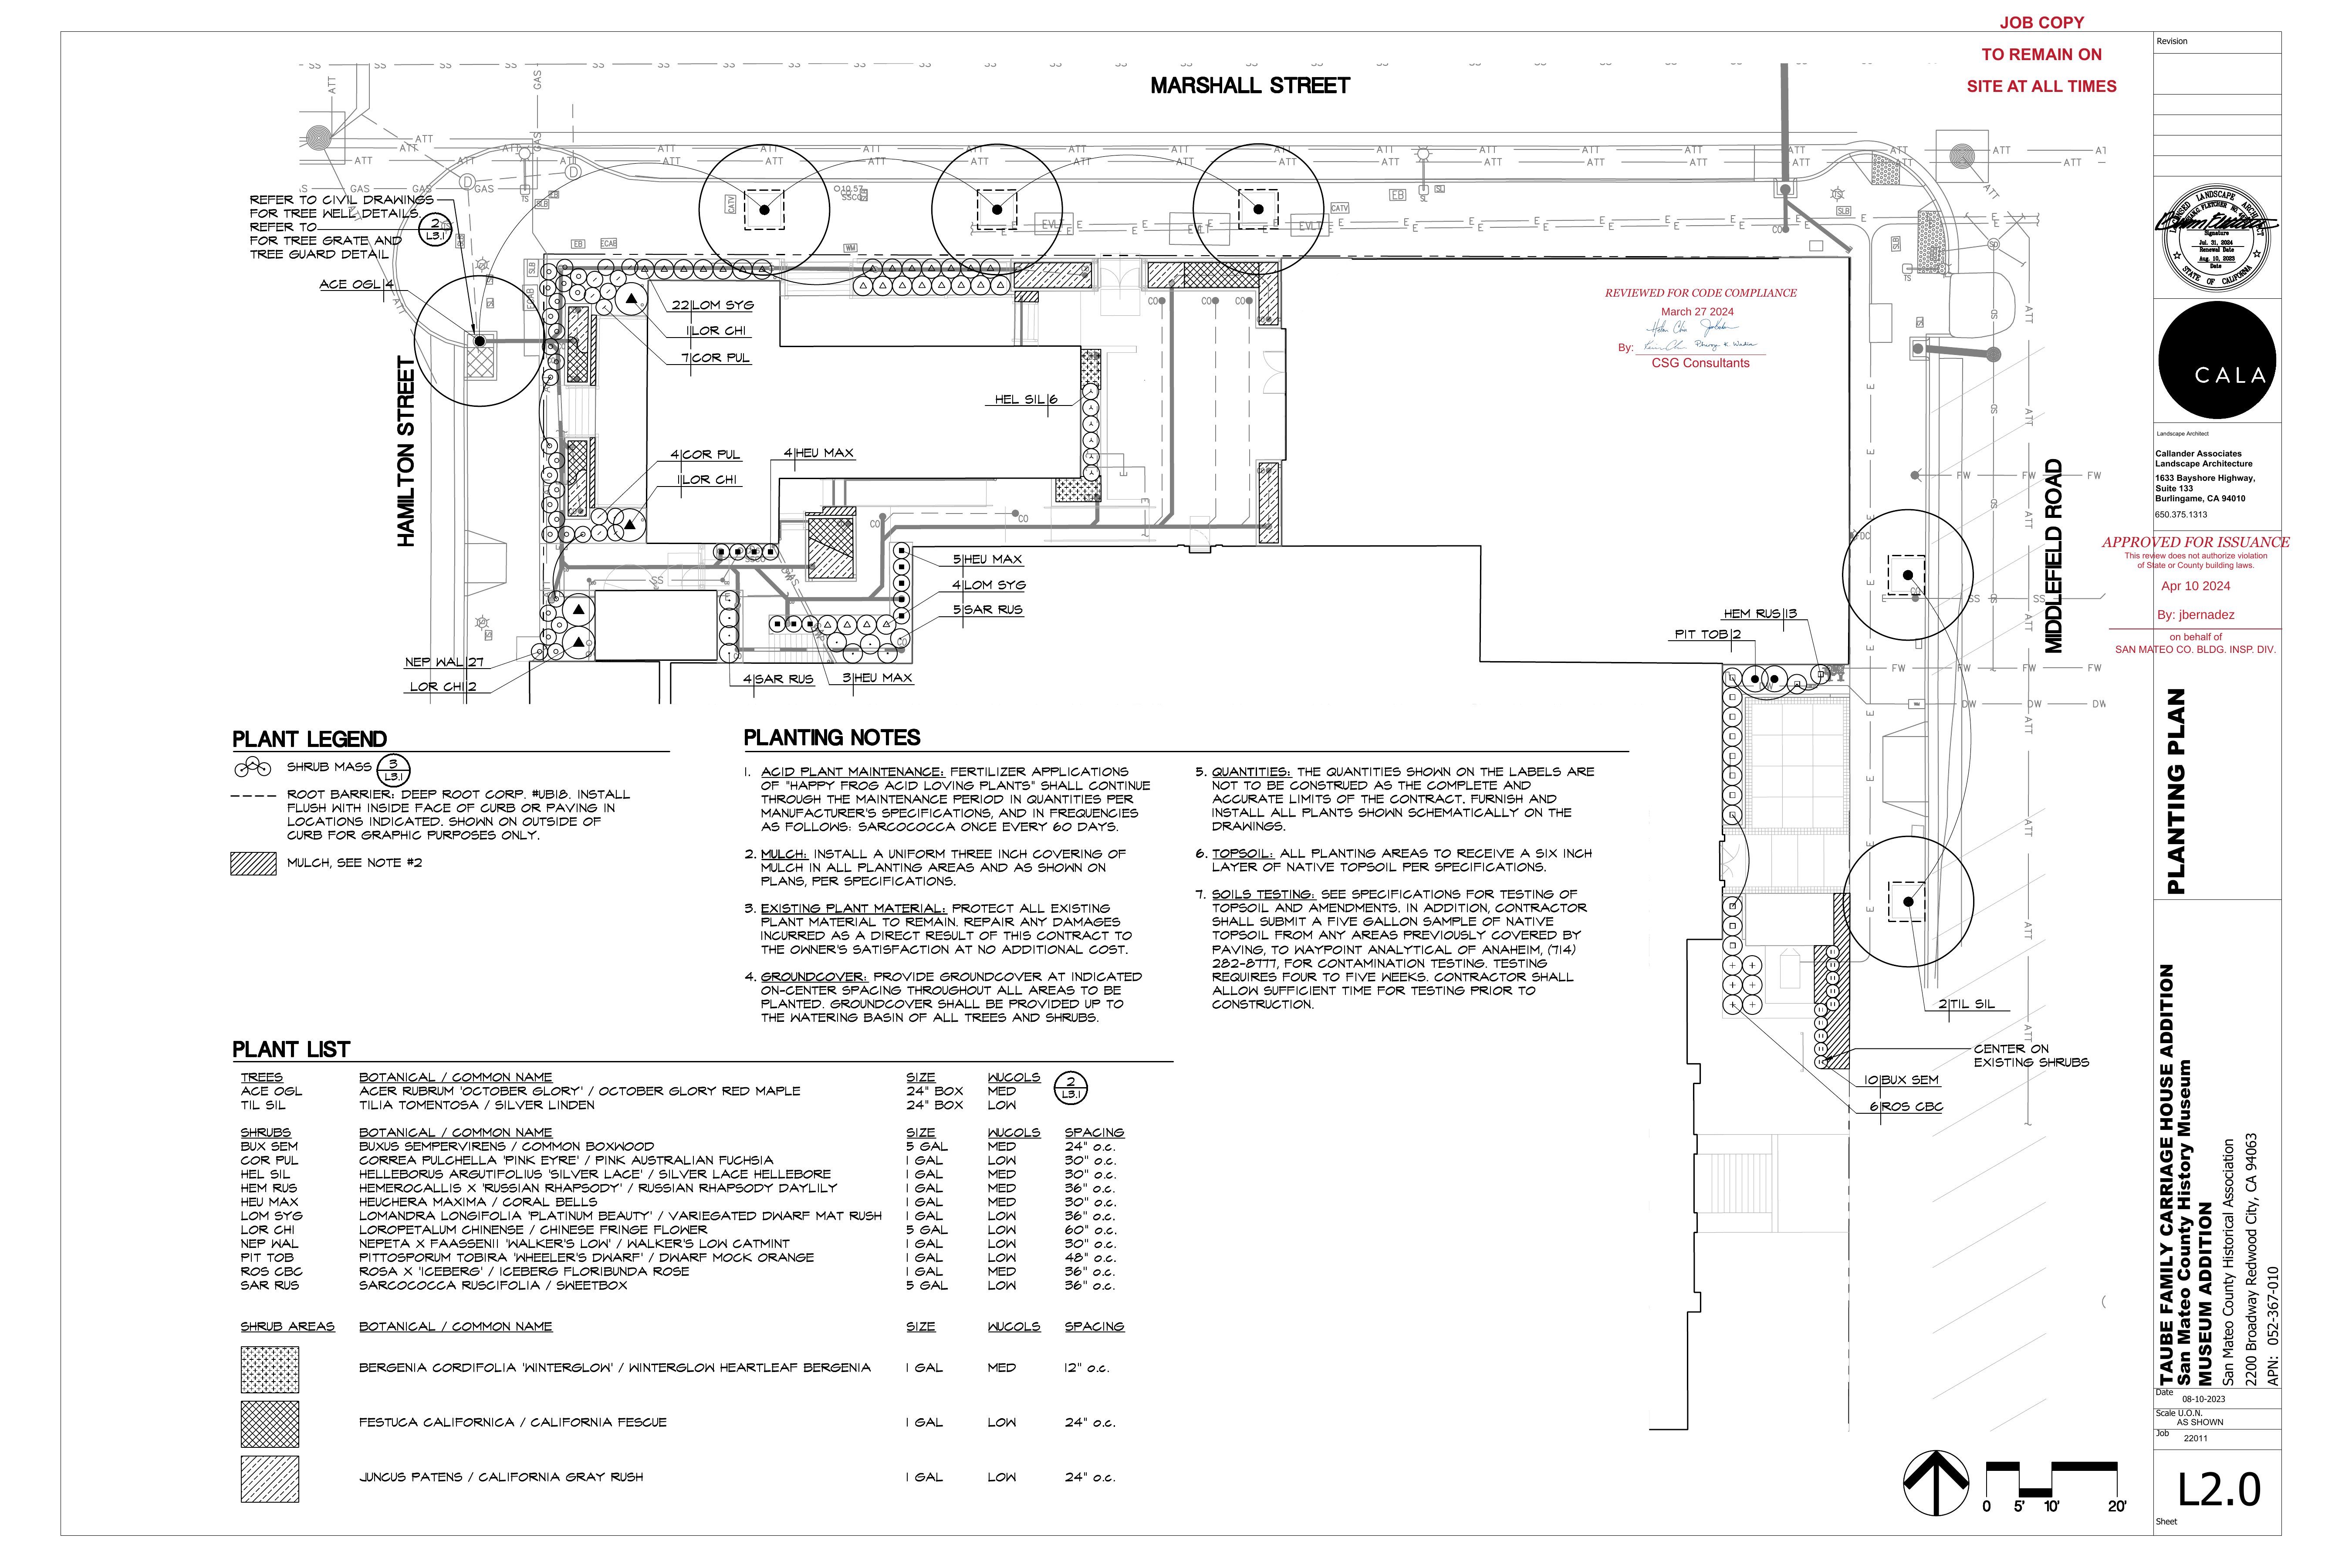 JOB COPY
TO REMAIN ON
SITE AT ALL TIMES
MARSHALL STREET
HAMILTON STREET
MIDDLEFIELD ROAD
REFER TO CIVIL DRAWINGS
FOR TREE WELL DETAILS.
REFER TO
FOR TREE GRATE AND
TREE GUARD DETAIL
2
L3.1
ACE OGL 4
22 LOM SYG
1 LOR CHI
7 COR PUL
HEL SIL 6
4 COR PUL
1 LOR CHI
4 HEU MAX
5 HEU MAX
4 LOM SYG
5 SAR RUS
NEP WAL 27
LOR CHI 2
4 SAR RUS
3 HEU MAX
HEM RUS 13
PIT TOB 2
2 TIL SIL
CENTER ON
EXISTING SHRUBS
10 BUX SEM
6 ROS CBC
REVIEWED FOR CODE COMPLIANCE
March 27 2024
By:
CSG Consultants
PLANT LEGEND
SHRUB MASS
3
L3.1
ROOT BARRIER: DEEP ROOT CORP. #UB18. INSTALL
FLUSH WITH INSIDE FACE OF CURB OR PAVING IN
LOCATIONS INDICATED. SHOWN ON OUTSIDE OF
CURB FOR GRAPHIC PURPOSES ONLY.
MULCH, SEE NOTE #2
PLANTING NOTES
1. ACID PLANT MAINTENANCE: FERTILIZER APPLICATIONS
OF "HAPPY FROG ACID LOVING PLANTS" SHALL CONTINUE
THROUGH THE MAINTENANCE PERIOD IN QUANTITIES PER
MANUFACTURER'S SPECIFICATIONS, AND IN FREQUENCIES
AS FOLLOWS: SARCOCOCCA ONCE EVERY 60 DAYS.
2. MULCH: INSTALL A UNIFORM THREE INCH COVERING OF
MULCH IN ALL PLANTING AREAS AND AS SHOWN ON
PLANS, PER SPECIFICATIONS.
3. EXISTING PLANT MATERIAL: PROTECT ALL EXISTING
PLANT MATERIAL TO REMAIN. REPAIR ANY DAMAGES
INCURRED AS A DIRECT RESULT OF THIS CONTRACT TO
THE OWNER'S SATISFACTION AT NO ADDITIONAL COST.
4. GROUNDCOVER: PROVIDE GROUNDCOVER AT INDICATED
ON-CENTER SPACING THROUGHOUT ALL AREAS TO BE
PLANTED. GROUNDCOVER SHALL BE PROVIDED UP TO
THE WATERING BASIN OF ALL TREES AND SHRUBS.
5. QUANTITIES: THE QUANTITIES SHOWN ON THE LABELS ARE
NOT TO BE CONSTRUED AS THE COMPLETE AND
ACCURATE LIMITS OF THE CONTRACT. FURNISH AND
INSTALL ALL PLANTS SHOWN SCHEMATICALLY ON THE
DRAWINGS.
6. TOPSOIL: ALL PLANTING AREAS TO RECEIVE A SIX INCH
LAYER OF NATIVE TOPSOIL PER SPECIFICATIONS.
7. SOILS TESTING: SEE SPECIFICATIONS FOR TESTING OF
TOPSOIL AND AMENDMENTS. IN ADDITION, CONTRACTOR
SHALL SUBMIT A FIVE GALLON SAMPLE OF NATIVE
TOPSOIL FROM ANY AREAS PREVIOUSLY COVERED BY
PAVING, TO WAYPOINT ANALYTICAL OF ANAHEIM, (714)
282-8777, FOR CONTAMINATION TESTING. TESTING
REQUIRES FOUR TO FIVE WEEKS. CONTRACTOR SHALL
ALLOW SUFFICIENT TIME FOR TESTING PRIOR TO
CONSTRUCTION.
PLANT LIST
TREES BOTANICAL / COMMON NAME SIZE WUCOLS
2
L3.1
ACE OGL ACER RUBRUM 'OCTOBER GLORY' / OCTOBER GLORY RED MAPLE 24" BOX MED
TIL SIL TILIA TOMENTOSA / SILVER LINDEN 24" BOX LOW
SHRUBS BOTANICAL / COMMON NAME SIZE WUCOLS SPACING
BUX SEM BUXUS SEMPERVIRENS / COMMON BOXWOOD 5 GAL MED 24" o.c.
COR PUL CORREA PULCHELLA 'PINK EYRE' / PINK AUSTRALIAN FUCHSIA 1 GAL LOW 30" o.c.
HEL SIL HELLEBORUS ARGUTIFOLIUS 'SILVER LACE' / SILVER LACE HELLEBORE 1 GAL MED 30" o.c.
HEM RUS HEMEROCALLIS X 'RUSSIAN RHAPSODY' / RUSSIAN RHAPSODY DAYLILY 1 GAL MED 36" o.c.
HEU MAX HEUCHERA MAXIMA / CORAL BELLS 1 GAL MED 30" o.c.
LOM SYG LOMANDRA LONGIFOLIA 'PLATINUM BEAUTY' / VARIEGATED DWARF MAT RUSH 1 GAL LOW 36" o.c.
LOR CHI LOROPETALUM CHINENSE / CHINESE FRINGE FLOWER 5 GAL LOW 60" o.c.
NEP WAL NEPETA X FAASSENII 'WALKER'S LOW' / WALKER'S LOW CATMINT 1 GAL LOW 30" o.c.
PIT TOB PITTOSPORUM TOBIRA 'WHEELER'S DWARF' / DWARF MOCK ORANGE 1 GAL LOW 48" o.c.
ROS CBC ROSA X 'ICEBERG' / ICEBERG FLORIBUNDA ROSE 1 GAL MED 36" o.c.
SAR RUS SARCOCOCCA RUSCIFOLIA / SWEETBOX 5 GAL LOW 36" o.c.
SHRUB AREAS BOTANICAL / COMMON NAME SIZE WUCOLS SPACING
BERGENIA CORDIFOLIA 'WINTERGLOW' / WINTERGLOW HEARTLEAF BERGENIA 1 GAL MED 12" o.c.
FESTUCA CALIFORNICA / CALIFORNIA FESCUE 1 GAL LOW 24" o.c.
JUNCUS PATENS / CALIFORNIA GRAY RUSH 1 GAL LOW 24" o.c.
0 5' 10' 20'
Revision
Signature
Jul. 31, 2024
Renewal Date
Aug. 10, 2023
Date
STATE OF CALIFORNIA
CALA
Landscape Architect
Callander Associates
Landscape Architecture
1633 Bayshore Highway,
Suite 133
Burlingame, CA 94010
650.375.1313
APPROVED FOR ISSUANCE
This review does not authorize violation
of State or County building laws.
Apr 10 2024
By: jbernadez
on behalf of
SAN MATEO CO. BLDG. INSP. DIV.
PLANTING PLAN
TAUBE FAMILY CARRIAGE HOUSE ADDITION
San Mateo County History Museum
MUSEUM ADDITION
San Mateo County Historical Association
2200 Broadway Redwood City, CA 94063
APN: 052-367-010
Date
08-10-2023
Scale U.O.N.
AS SHOWN
Job
22011
L2.0
Sheet